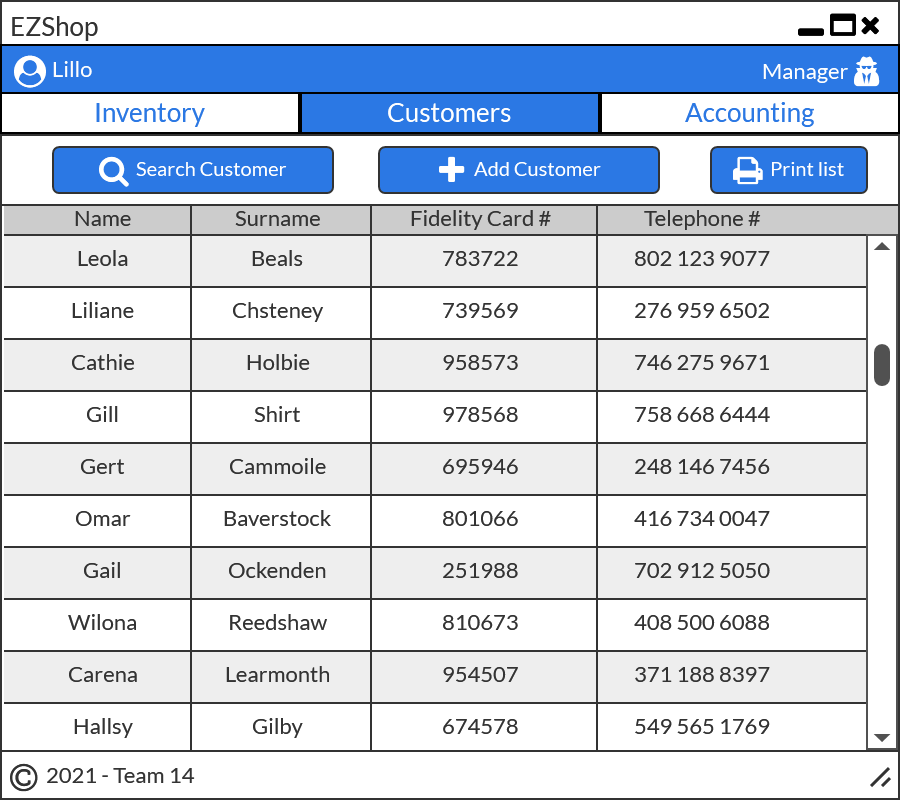 EZShop
Lillo Manager
Inventory Customers Accounting
Search Customer Add Customer Print list
Name Surname Fidelity Card # Telephone #
Leola Beals 783722 802 123 9077
Liliane Chsteney 739569 276 959 6502
Cathie Holbie 958573 746 275 9671
Gill Shirt 978568 758 668 6444
Gert Cammoile 695946 248 146 7456
Omar Baverstock 801066 416 734 0047
Gail Ockenden 251988 702 912 5050
Wilona Reedshaw 810673 408 500 6088
Carena Learmonth 954507 371 188 8397
Hallsy Gilby 674578 549 565 1769
© 2021 - Team 14